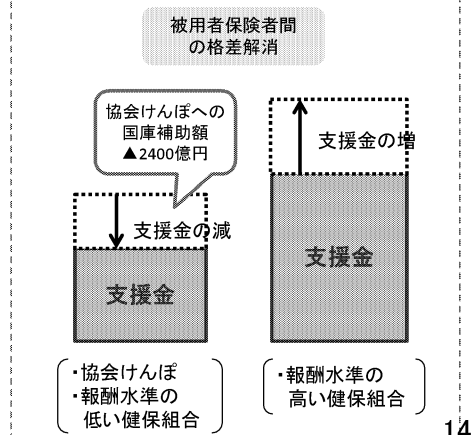 被用者保険者間
の格差解消
協会けんぽへの
国庫補助額
▲2400億円
支援金の減
支援金
支援金の増
支援金
・協会けんぽ
・報酬水準の
低い健保組合
・報酬水準の
高い健保組合
14